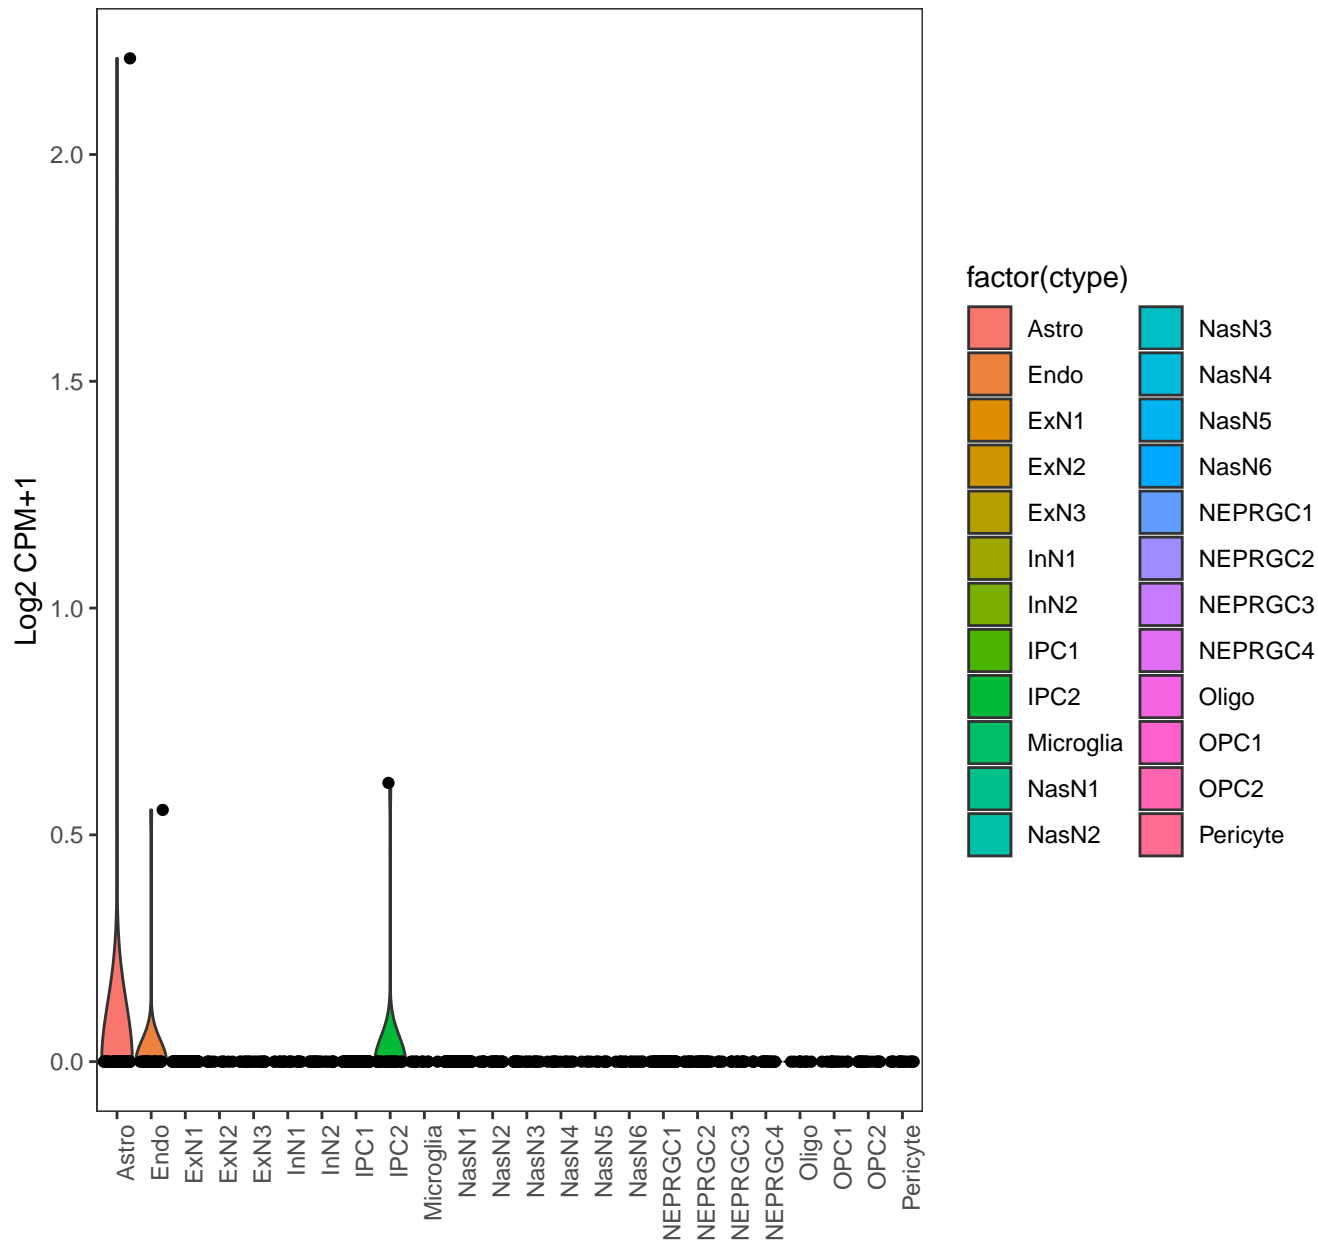 2.0
1.5
1.0
0.5
0.0
Log2 CPM+1
Astro
Endo
ExN1
ExN2
ExN3
InN1
InN2
IPC1
IPC2
Microglia
NasN1
NasN2
NasN3
NasN4
NasN5
NasN6
NEPRGC1
NEPRGC2
NEPRGC3
NEPRGC4
Oligo
OPC1
OPC2
Pericyte
factor(ctype)
Astro
Endo
ExN1
ExN2
ExN3
InN1
InN2
IPC1
IPC2
Microglia
NasN1
NasN2
NasN3
NasN4
NasN5
NasN6
NEPRGC1
NEPRGC2
NEPRGC3
NEPRGC4
Oligo
OPC1
OPC2
Pericyte